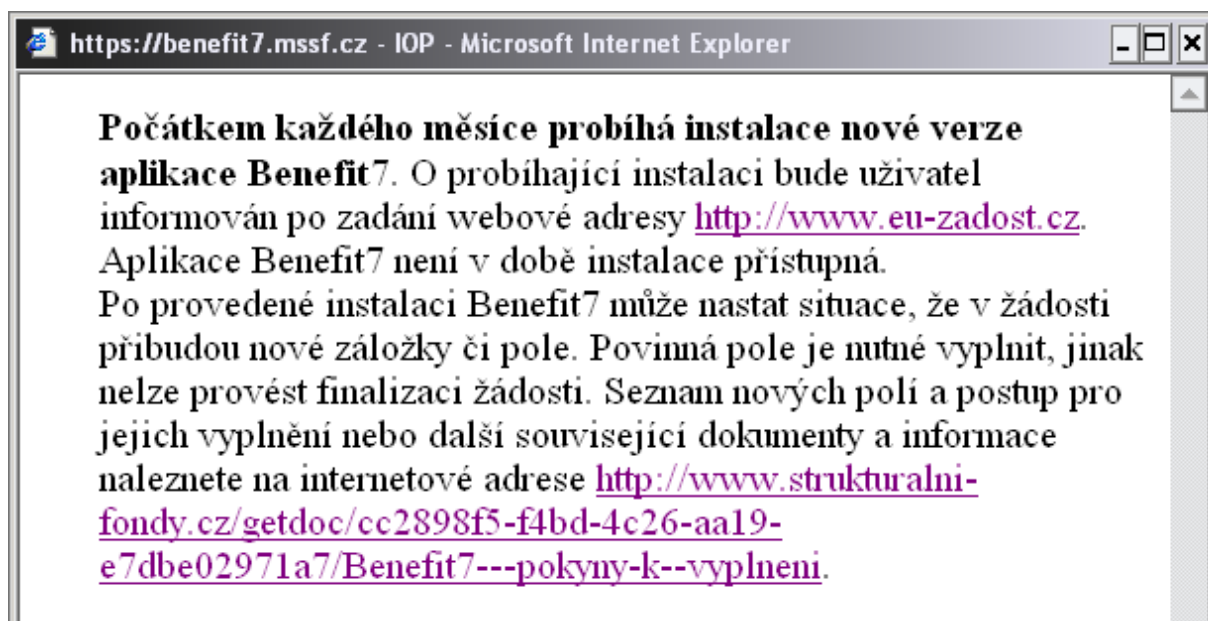 https://benefit7.mssf.cz - IOP - Microsoft Internet Explorer
Počátkem každého měsíce probíhá instalace nové verze
aplikace Benefit7. O probíhající instalaci bude uživatel
informován po zadání webové adresy http://www.eu-zadost.cz.
Aplikace Benefit7 není v době instalace přístupná.
Po provedené instalaci Benefit7 může nastat situace, že v žádosti
přibudou nové záložky či pole. Povinná pole je nutné vyplnit, jinak
nelze provést finalizaci žádosti. Seznam nových polí a postup pro
jejich vyplnění nebo další související dokumenty a informace
naleznete na internetové adrese http://www.strukturalni-
fondy.cz/getdoc/cc2898f5-f4bd-4c26-aa19-
e7dbe02971a7/Benefit7---pokyny-k--vyplneni.